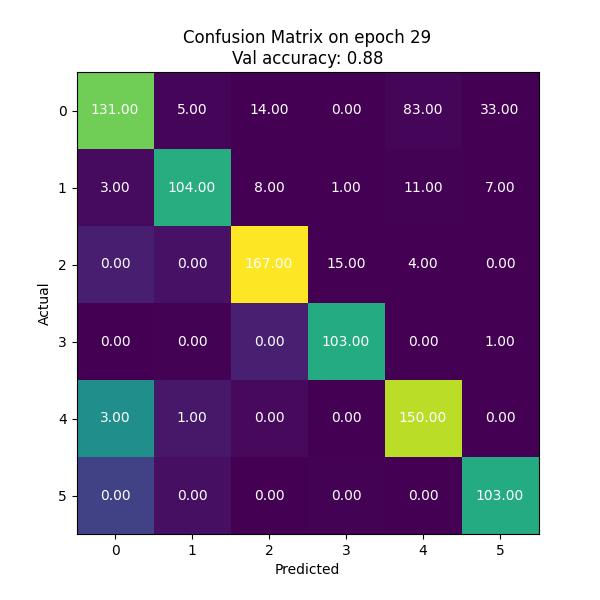 Confusion Matrix on epoch 29
Val accuracy: 0.88
0 131.00 5.00 14.00 0.00 83.00 33.00
1 3.00 104.00 8.00 1.00 11.00 7.00
2 0.00 0.00 167.00 15.00 4.00 0.00
3 0.00 0.00 0.00 103.00 0.00 1.00
4 3.00 1.00 0.00 0.00 150.00 0.00
5 0.00 0.00 0.00 0.00 0.00 103.00
Actual
0 1 2 3 4 5
Predicted